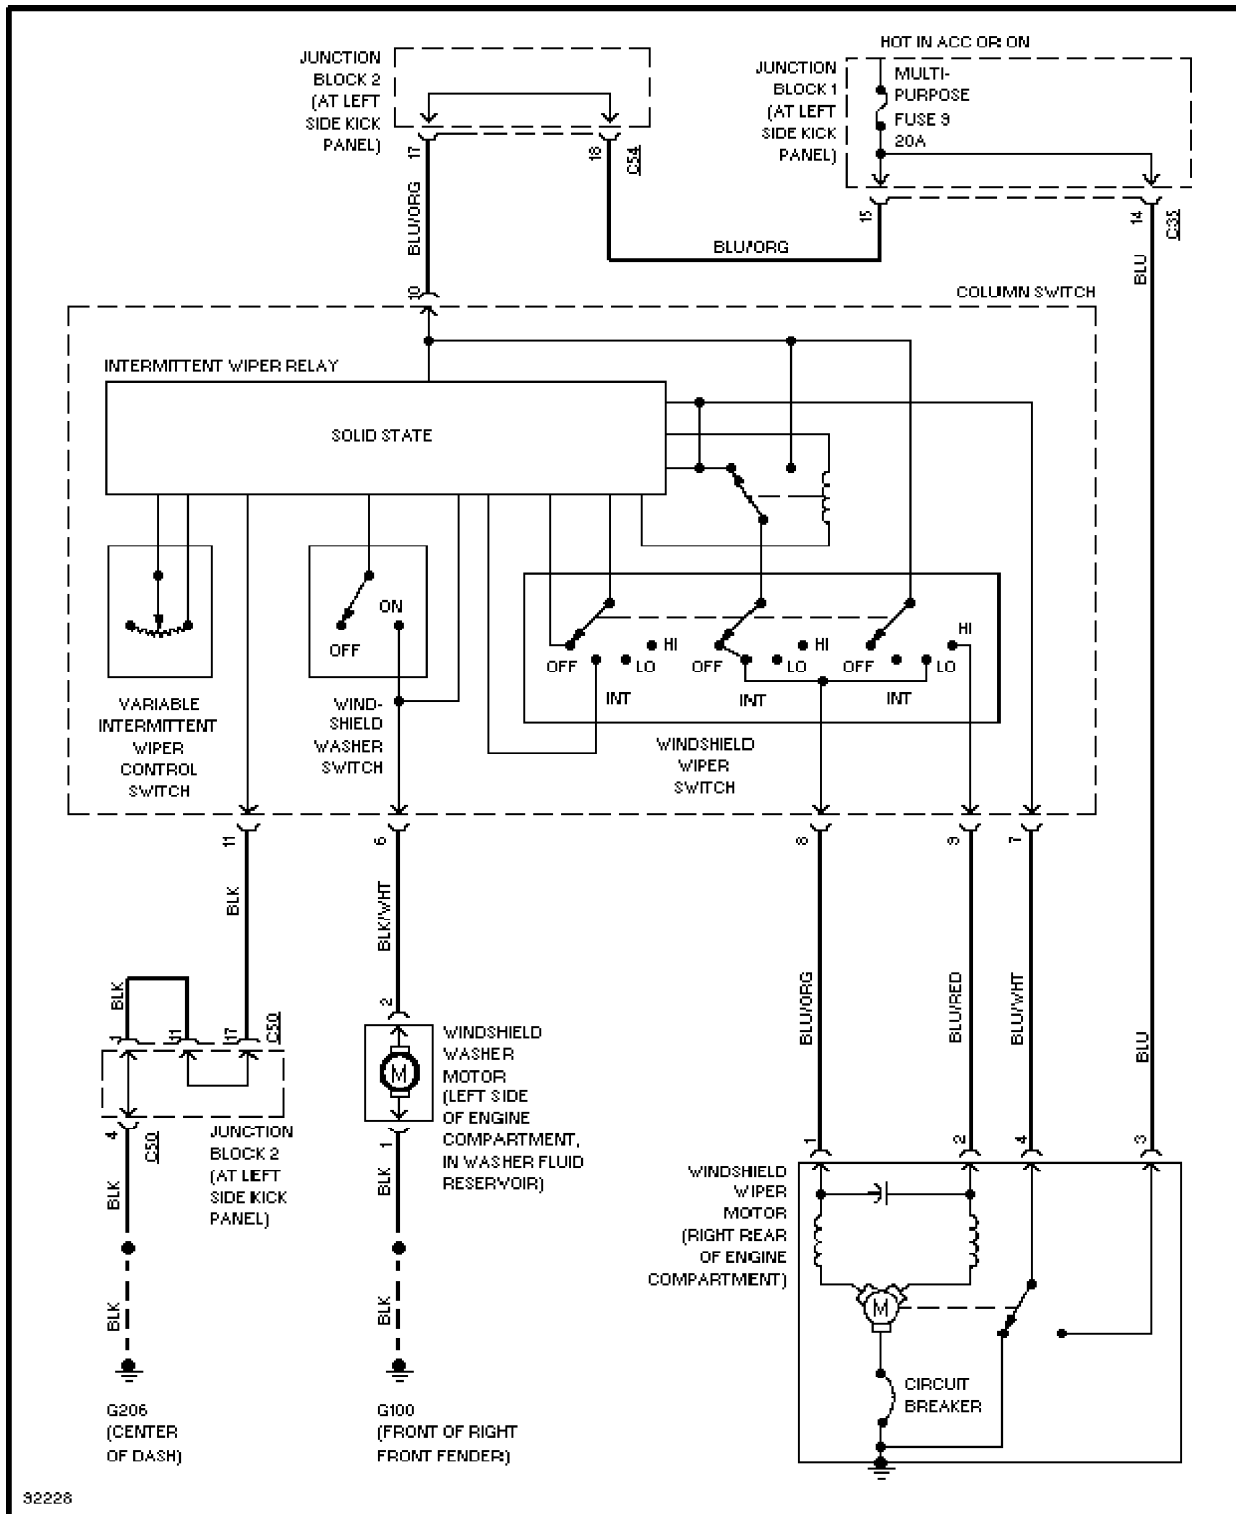 HOT IN ACC OR ON
JUNCTION
BLOCK 2
(AT LEFT
SIDE KICK
PANEL)
JUNCTION
BLOCK 1
(AT LEFT
SIDE KICK
PANEL)
MULTI-
PURPOSE
FUSE 9
20A
17
18
C54
15
14
C35
BLU/ORG
BLU/ORG
BLU
10
COLUMN SWITCH
INTERMITTENT WIPER RELAY
SOLID STATE
ON
OFF
OFF
INT
LO
HI
OFF
INT
LO
HI
OFF
INT
LO
HI
VARIABLE
INTERMITTENT
WIPER
CONTROL
SWITCH
WIND-
SHIELD
WASHER
SWITCH
WINDSHIELD
WIPER
SWITCH
11
6
8
9
7
BLK
BLK/WHT
BLU/ORG
BLU/RED
BLU/WHT
BLU
BLK
1
11
17
C50
2
WINDSHIELD
WASHER
MOTOR
(LEFT SIDE
OF ENGINE
COMPARTMENT,
IN WASHER FLUID
RESERVOIR)
M
4
C50
JUNCTION
BLOCK 2
(AT LEFT
SIDE KICK
PANEL)
1
BLK
BLK
1
2
4
3
WINDSHIELD
WIPER
MOTOR
(RIGHT REAR
OF ENGINE
COMPARTMENT)
M
BLK
BLK
CIRCUIT
BREAKER
G206
(CENTER
OF DASH)
G100
(FRONT OF RIGHT
FRONT FENDER)
92228